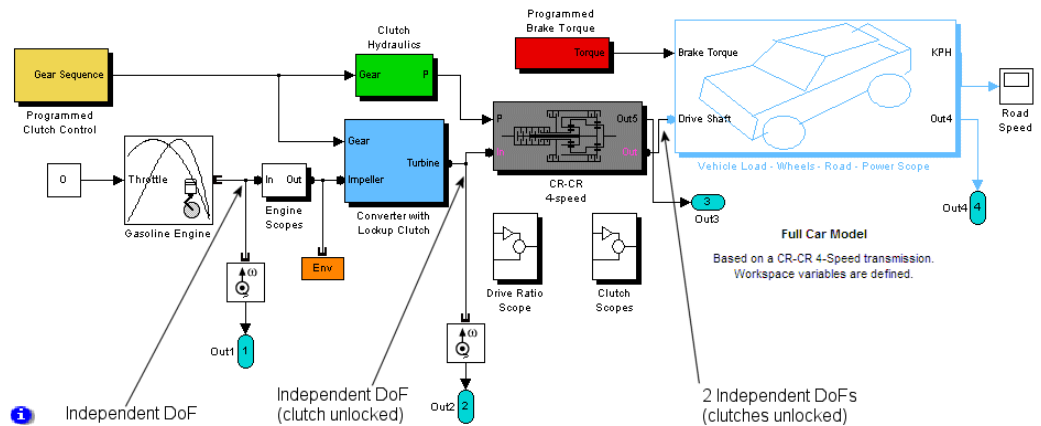 Programmed
Brake Torque
Clutch
Hydraulics
Gear Sequence
Programmed
Clutch Control
Gear
P
Torque
Brake Torque
KPH
Drive Shaft
Out4
Vehicle Load - Wheels - Road - Power Scope
Road
Speed
0
Throttle
Gasoline Engine
In
Out
Engine
Scopes
Gear
Turbine
Impeller
Converter with
Lockup Clutch
P
Out5
Out
CR-CR
4-speed
3
Out3
Out4
4
Env
Drive Ratio
Scope
Clutch
Scopes
Full Car Model
Based on a CR-CR 4-Speed transmission.
Workspace variables are defined.
ω
Out1
1
ω
Out2
2
i
Independent DoF
Independent DoF
(clutch unlocked)
2 Independent DoFs
(clutches unlocked)